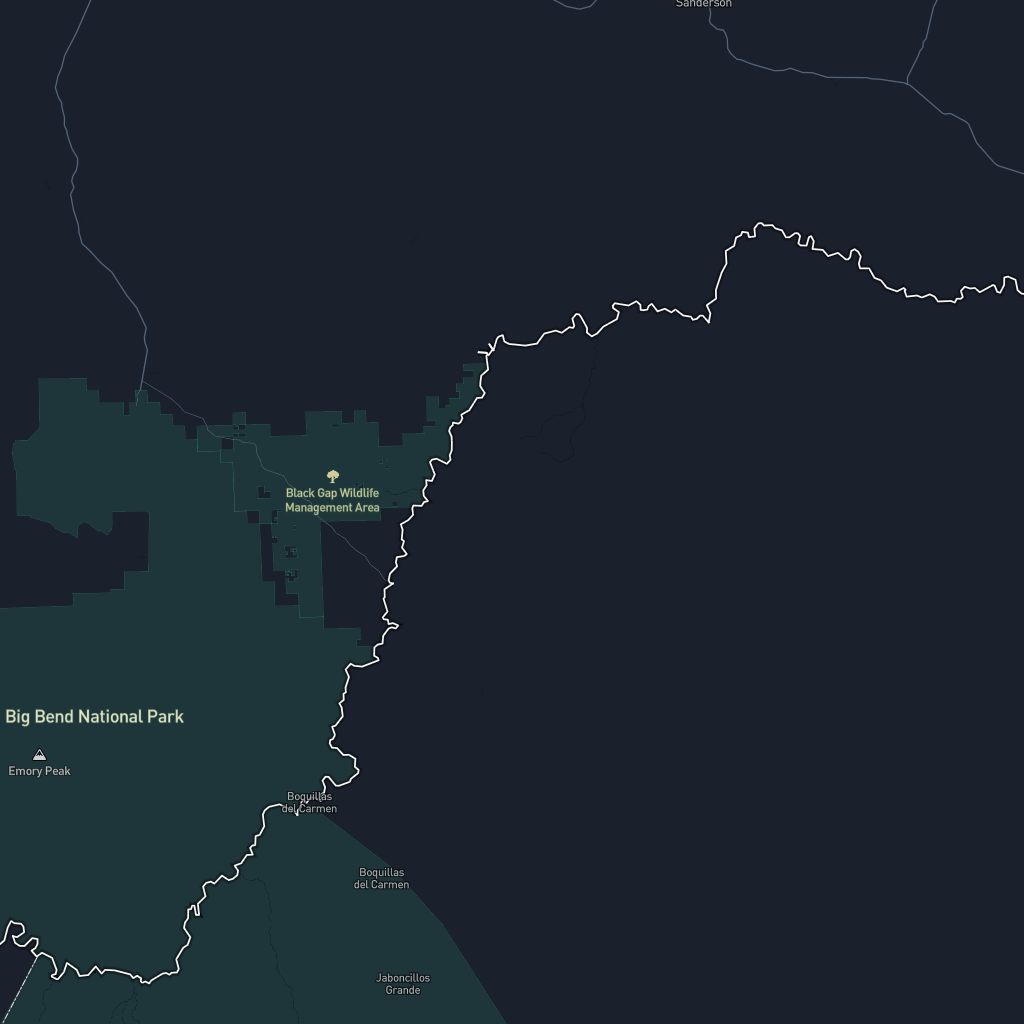 Sanderson
Black Gap Wildlife
Management Area
Big Bend National Park
Emory Peak
Boquillas
del Carmen
Boquillas
del Carmen
Jaboncillos
Grande